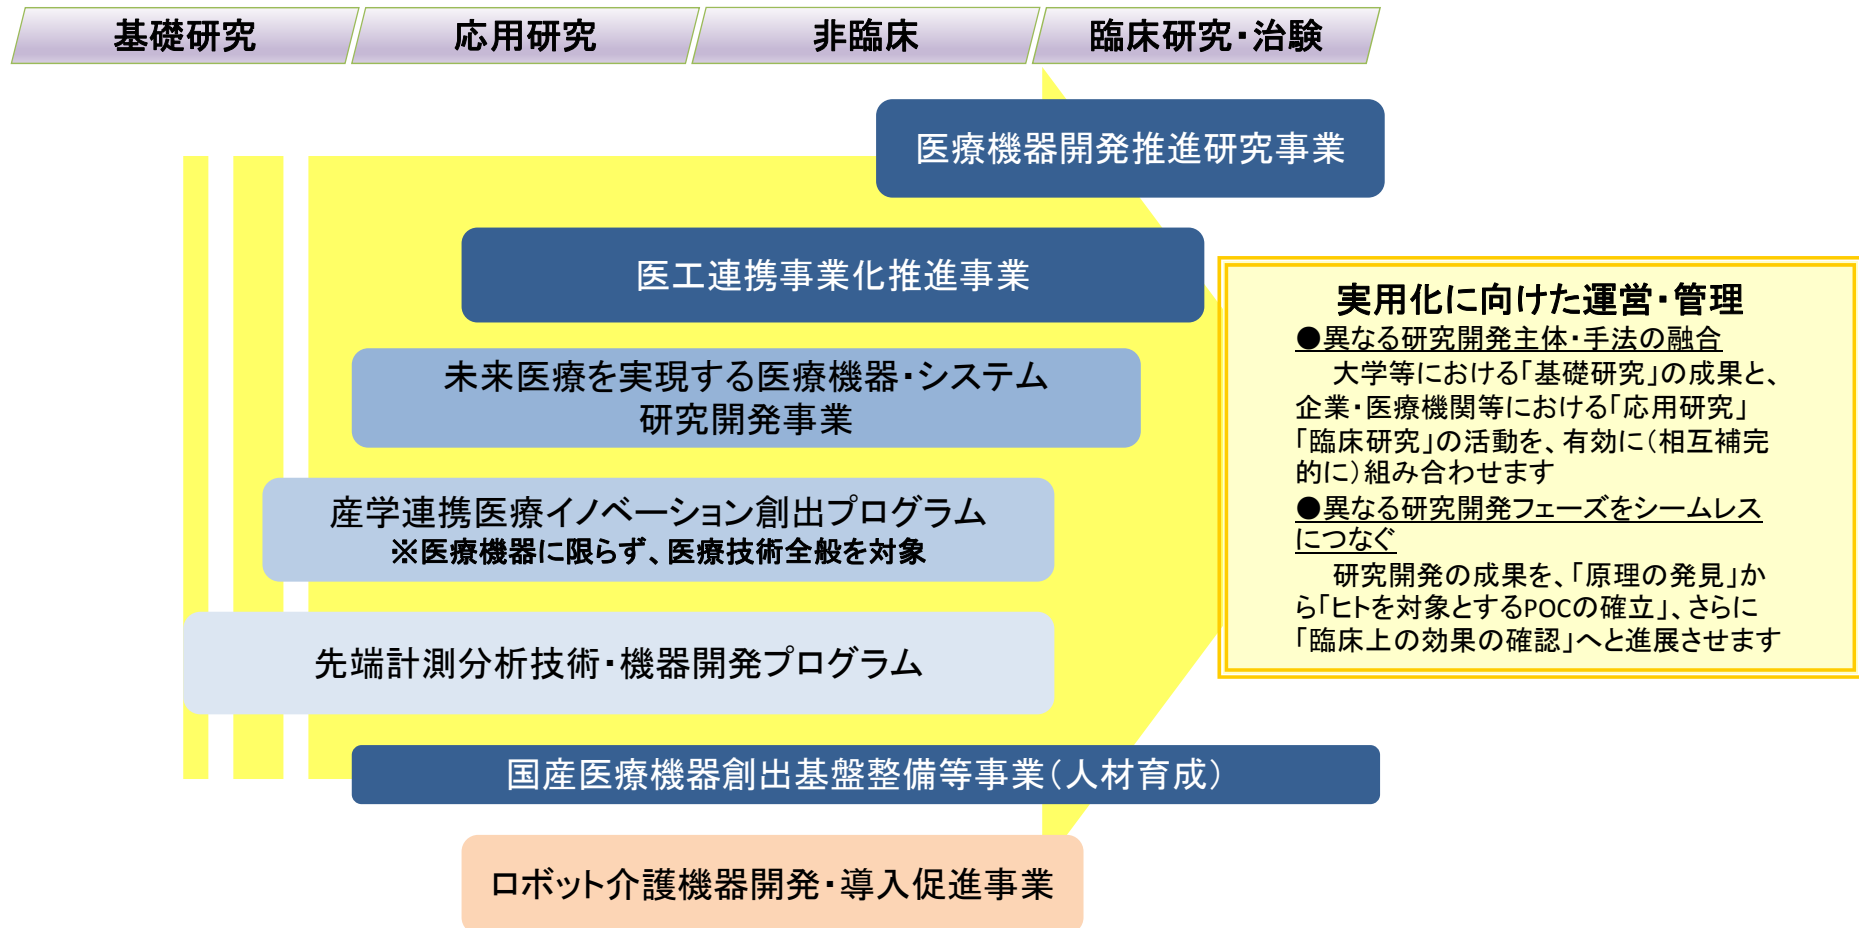 基礎研究
応用研究
非臨床
臨床研究・治験
医療機器開発推進研究事業
医工連携事業化推進事業
未来医療を実現する医療機器・システム
研究開発事業
産学連携医療イノベーション創出プログラム
※医療機器に限らず、医療技術全般を対象
先端計測分析技術・機器開発プログラム
国産医療機器創出基盤整備等事業（人材育成）
ロボット介護機器開発・導入促進事業
実用化に向けた運営・管理
●異なる研究開発主体・手法の融合
大学等における「基礎研究」の成果と、
企業・医療機関等における「応用研究」
「臨床研究」の活動を、有効に（相互補完
的に）組み合わせます
●異なる研究開発フェーズをシームレス
につなぐ
研究開発の成果を、「原理の発見」か
ら「ヒトを対象とするPOCの確立」、さらに
「臨床上の効果の確認」へと進展させます